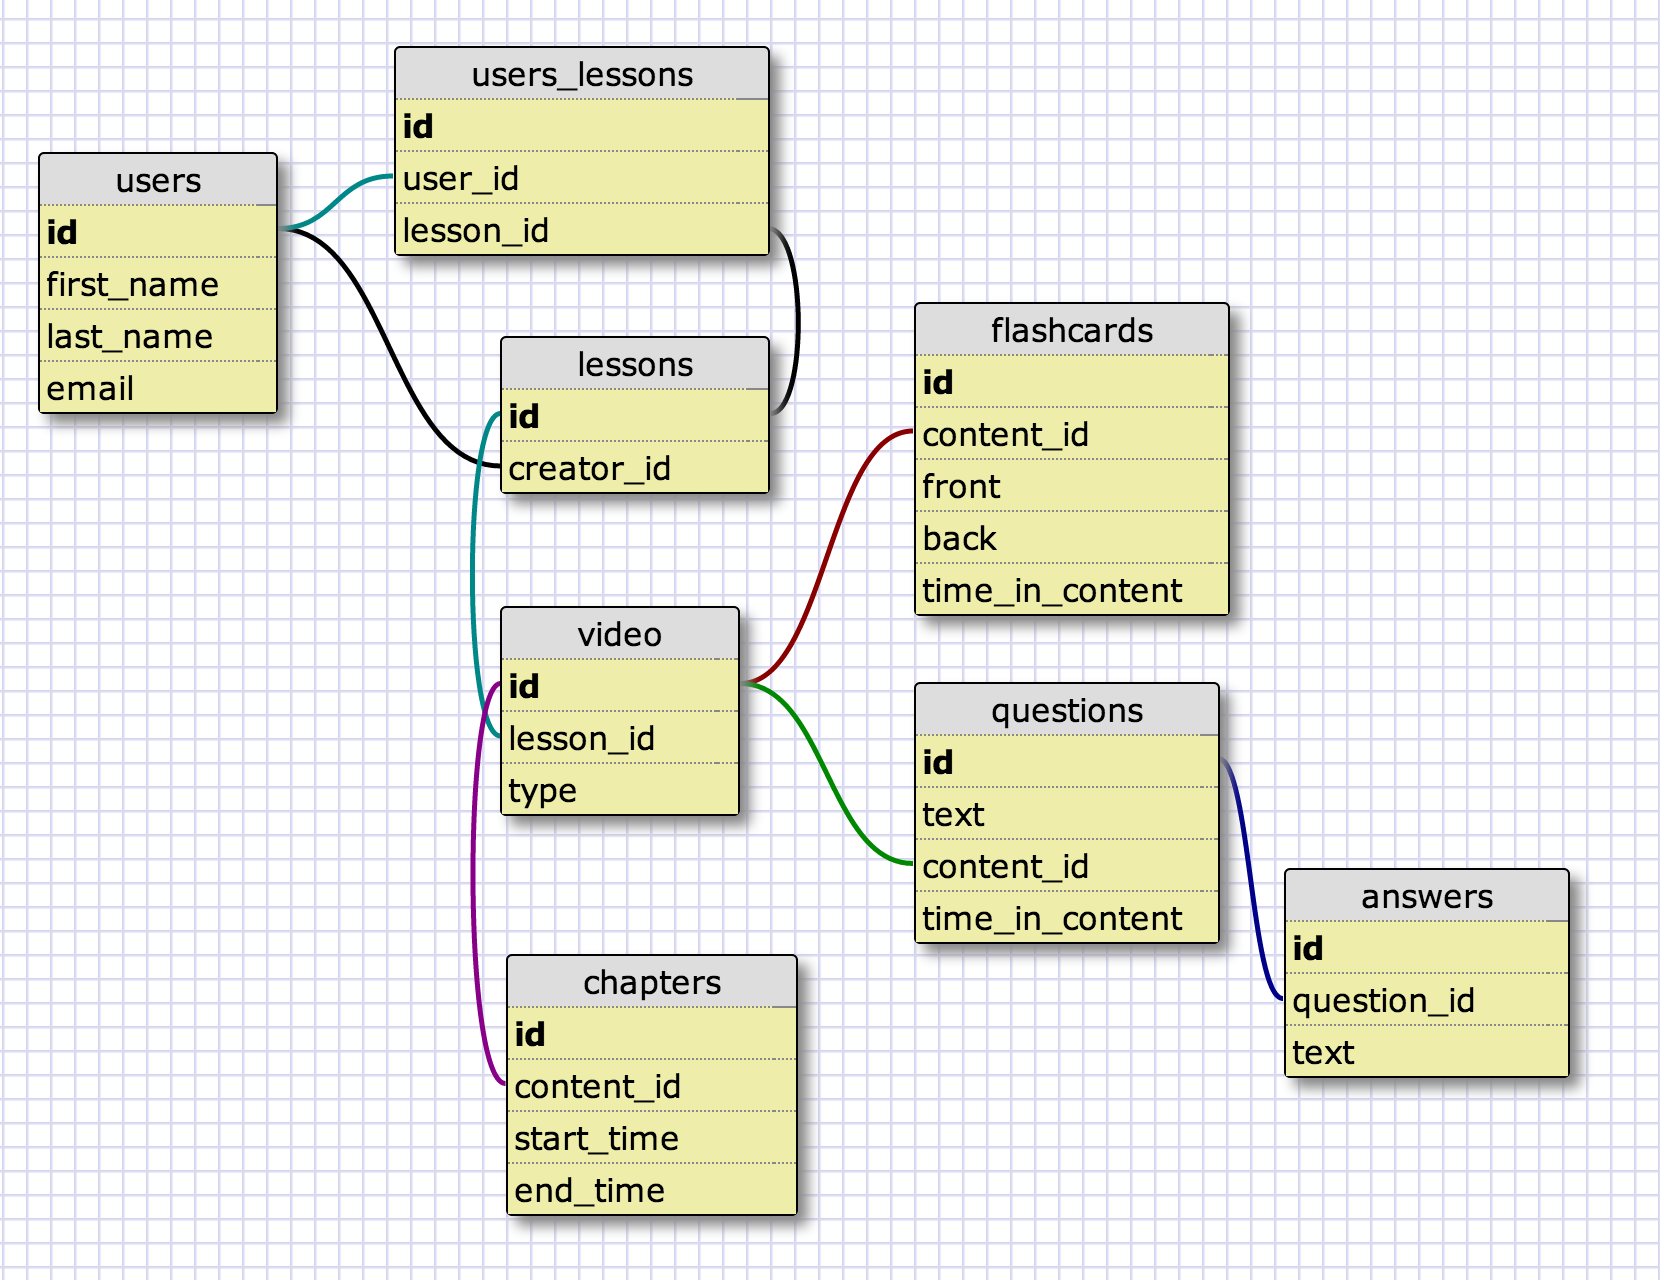 users_lessons
id
user_id
lesson_id
users
id
first_name
last_name
email
lessons
id
creator_id
flashcards
id
content_id
front
back
time_in_content
video
id
lesson_id
type
questions
id
text
content_id
time_in_content
answers
id
question_id
text
chapters
id
content_id
start_time
end_time